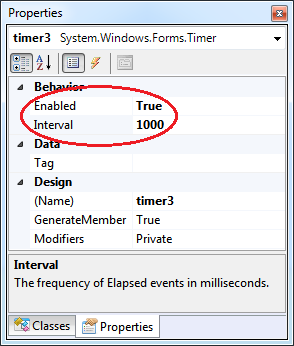 Properties
timer3 System.Windows.Forms.Timer
A Z
Behavior
Enabled True
Interval 1000
Data
Tag
Design
(Name) timer3
GenerateMember True
Modifiers Private
Interval
The frequency of Elapsed events in milliseconds.
Classes Properties